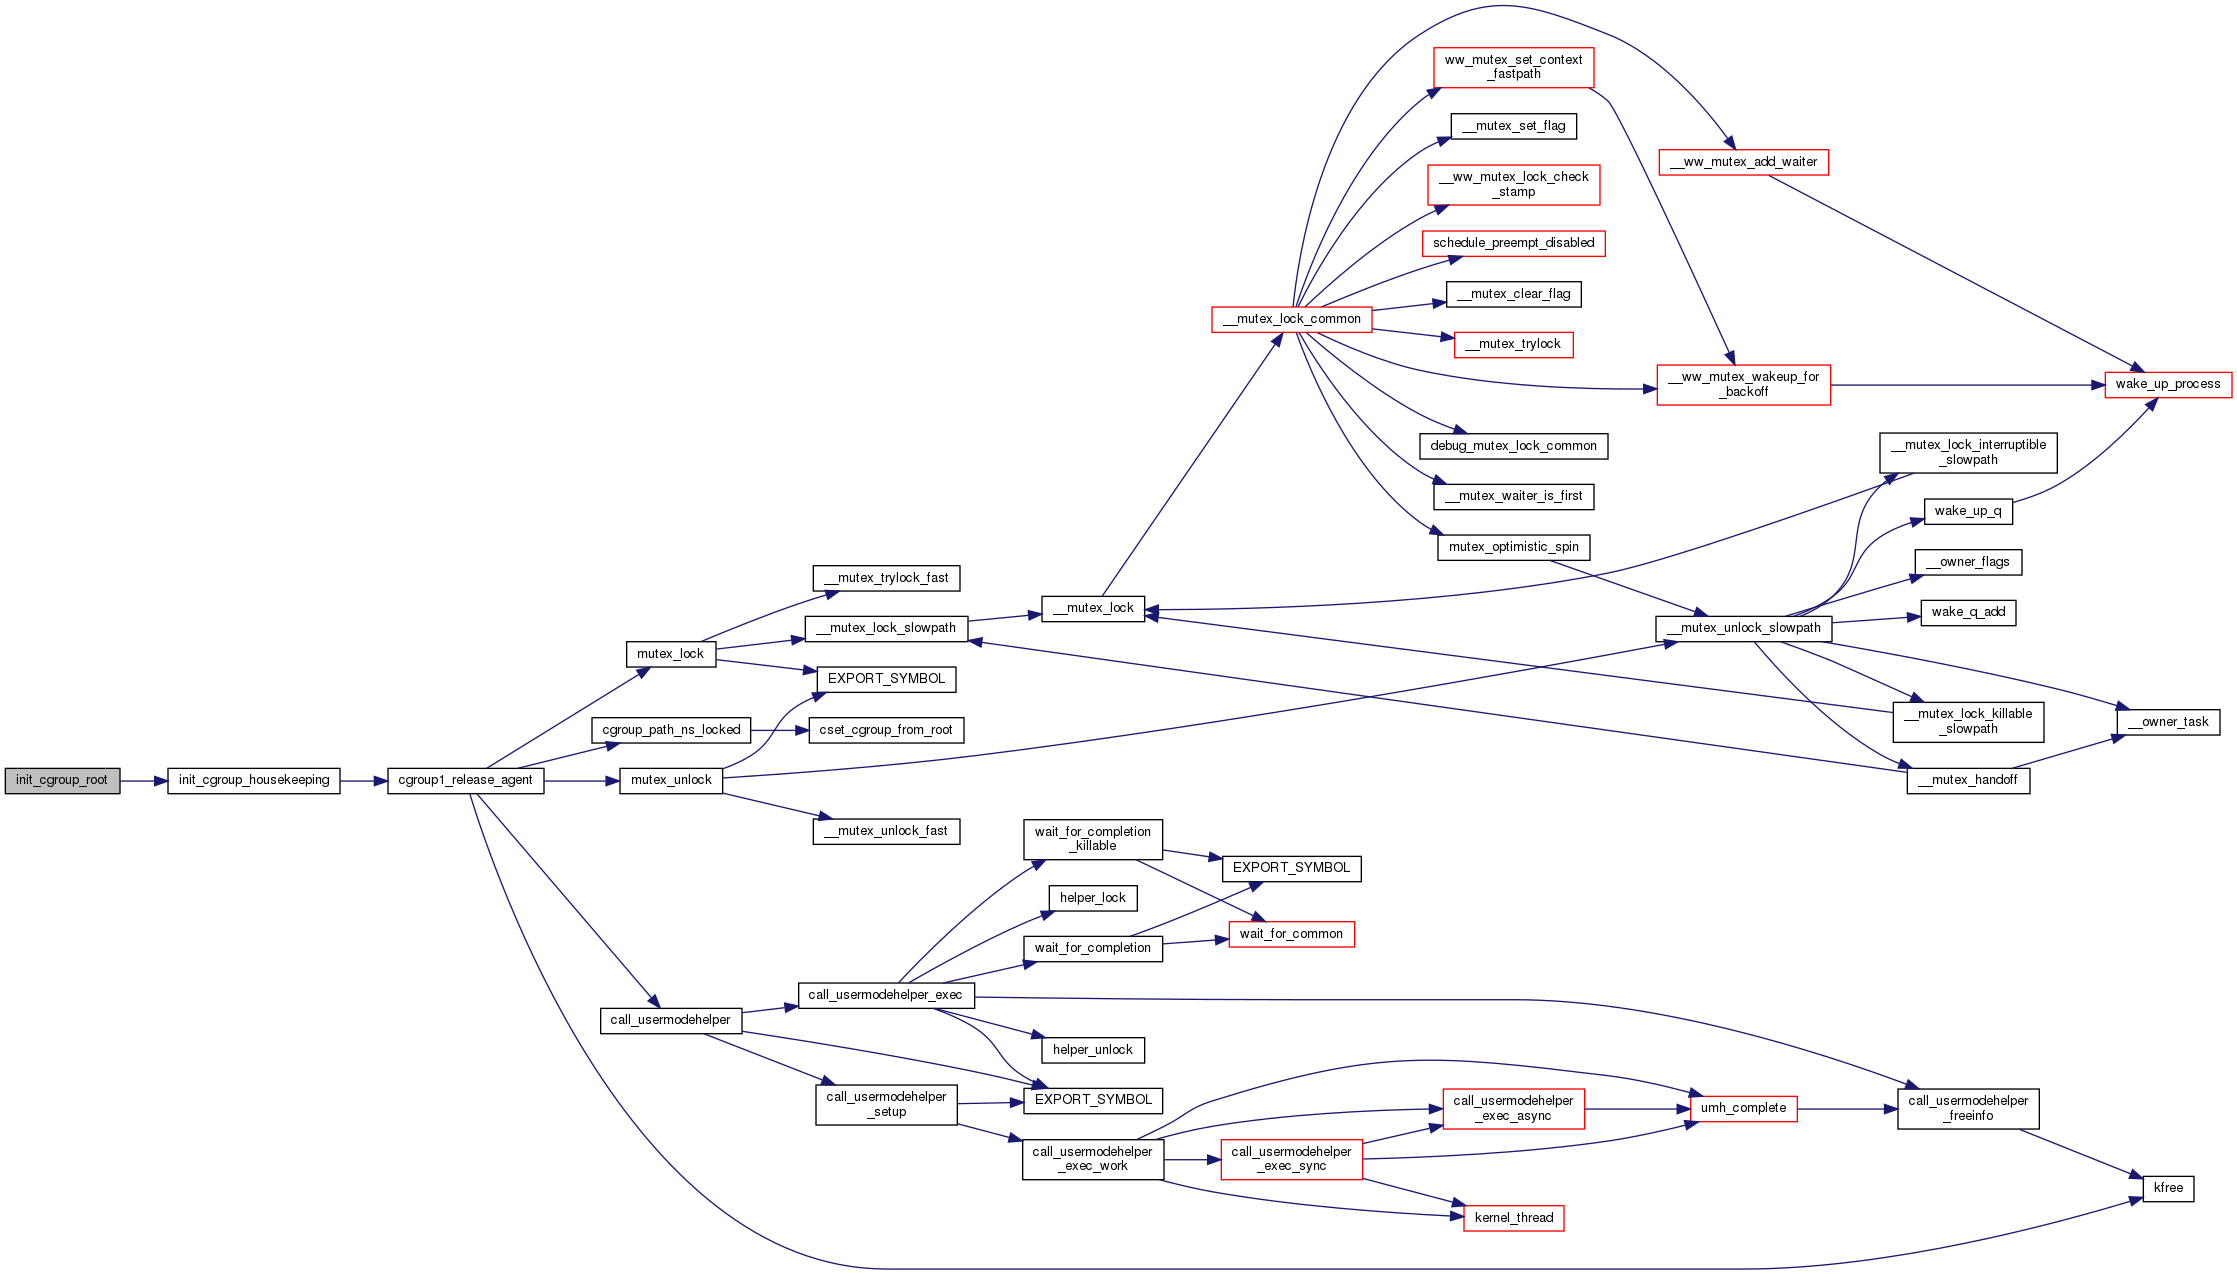 init_cgroup_root
init_cgroup_housekeeping
cgroup1_release_agent
mutex_lock
cgroup_path_ns_locked
mutex_unlock
call_usermodehelper
__mutex_trylock_fast
__mutex_lock_slowpath
EXPORT_SYMBOL
cset_cgroup_from_root
__mutex_unlock_fast
call_usermodehelper_exec
call_usermodehelper
_setup
__mutex_lock
wait_for_completion
_killable
helper_lock
wait_for_completion
helper_unlock
EXPORT_SYMBOL
call_usermodehelper
_exec_work
__mutex_lock_common
EXPORT_SYMBOL
wait_for_common
call_usermodehelper
_exec_sync
ww_mutex_set_context
_fastpath
__mutex_set_flag
__ww_mutex_lock_check
_stamp
schedule_preempt_disabled
__mutex_clear_flag
__mutex_trylock
debug_mutex_lock_common
__mutex_waiter_is_first
mutex_optimistic_spin
call_usermodehelper
_exec_async
kernel_thread
__ww_mutex_add_waiter
__ww_mutex_wakeup_for
_backoff
__mutex_unlock_slowpath
umh_complete
__mutex_lock_interruptible
_slowpath
wake_up_q
__owner_flags
wake_q_add
__mutex_lock_killable
_slowpath
__mutex_handoff
call_usermodehelper
_freeinfo
wake_up_process
__owner_task
kfree